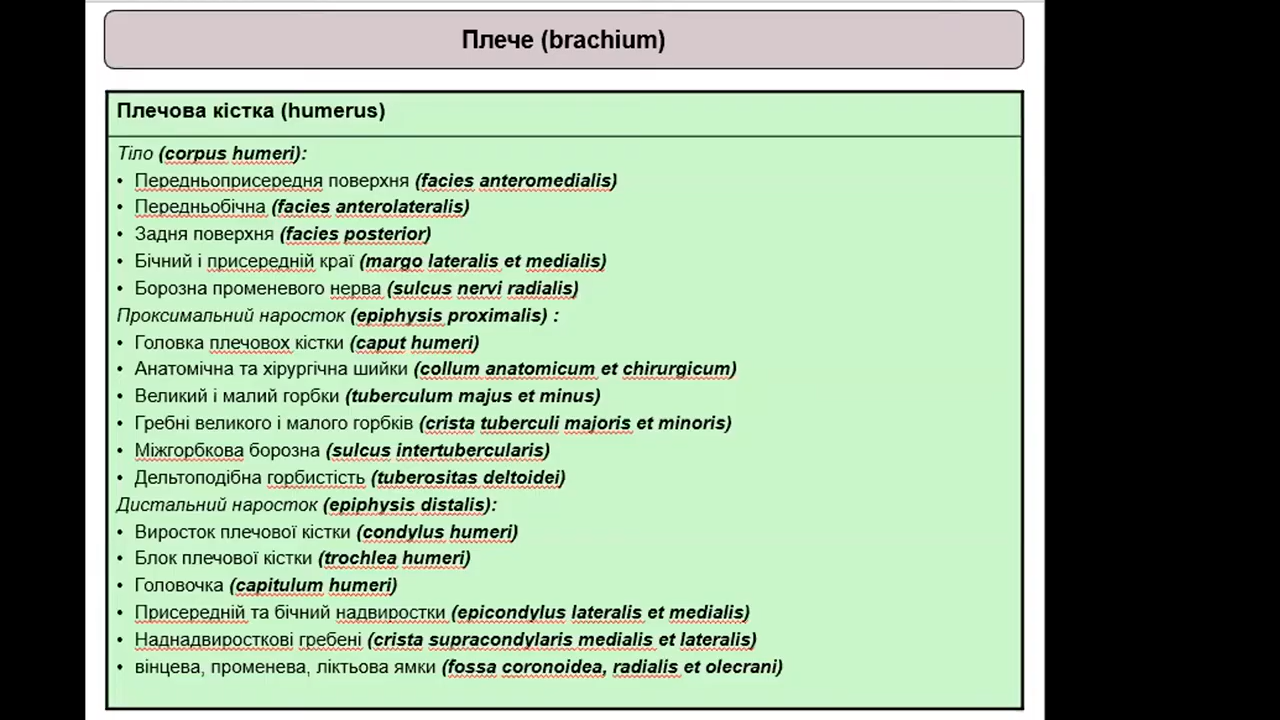 Плече (brachium)
Плечова кістка (humerus)
Тіло (corpus humeri):
• Передньоприсередня поверхня (facies anteromedialis)
• Передньобічна (facies anterolateralis)
• Задня поверхня (facies posterior)
• Бічний і присередній краї (margo lateralis et medialis)
• Борозна променевого нерва (sulcus nervi radialis)
Проксимальний наросток (epiphysis proximalis) :
• Головка плечовох кістки (caput humeri)
• Анатомічна та хірургічна шийки (collum anatomicum et chirurgicum)
• Великий і малий горбки (tuberculum majus et minus)
• Гребні великого і малого горбків (crista tuberculi majoris et minoris)
• Міжгорбкова борозна (sulcus intertubercularis)
• Дельтоподібна горбистість (tuberositas deltoidei)
Дистальний наросток (epiphysis distalis):
• Виросток плечової кістки (condylus humeri)
• Блок плечової кістки (trochlea humeri)
• Головочка (capitulum humeri)
• Присередній та бічний надвиростки (epicondylus lateralis et medialis)
• Наднадвиросткові гребені (crista supracondylaris medialis et lateralis)
• вінцева, променева, ліктьова ямки (fossa coronoidea, radialis et olecrani)